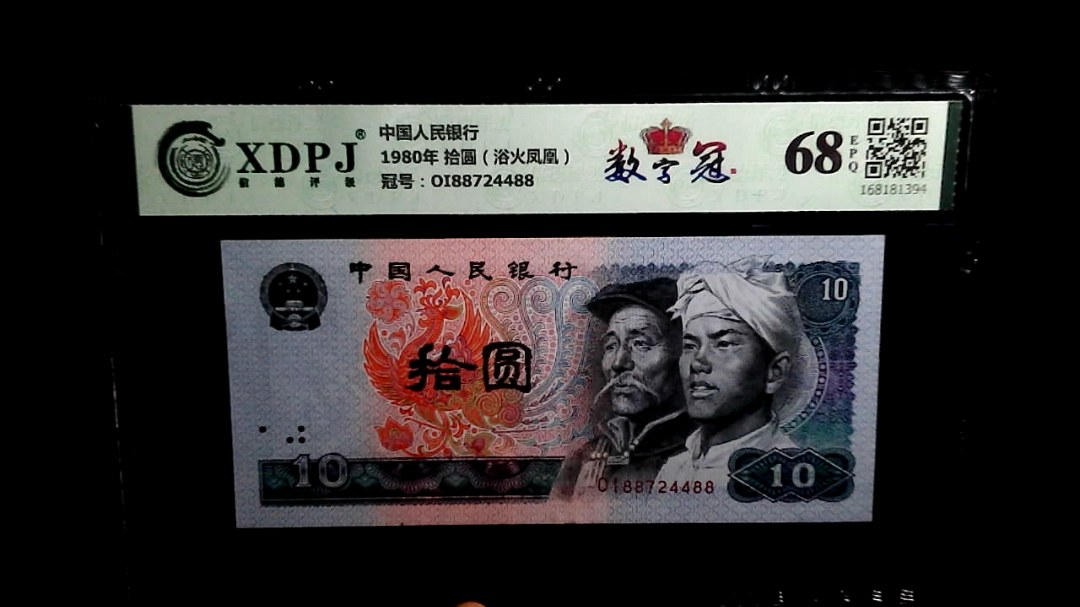 XDPJ®
信德评级
中国人民银行
1980年 拾圆（浴火凤凰）
冠号：OI88724488
数字冠
68
EPQ
168181394
中国人民银行
10
拾圆
10
OI88724488
10